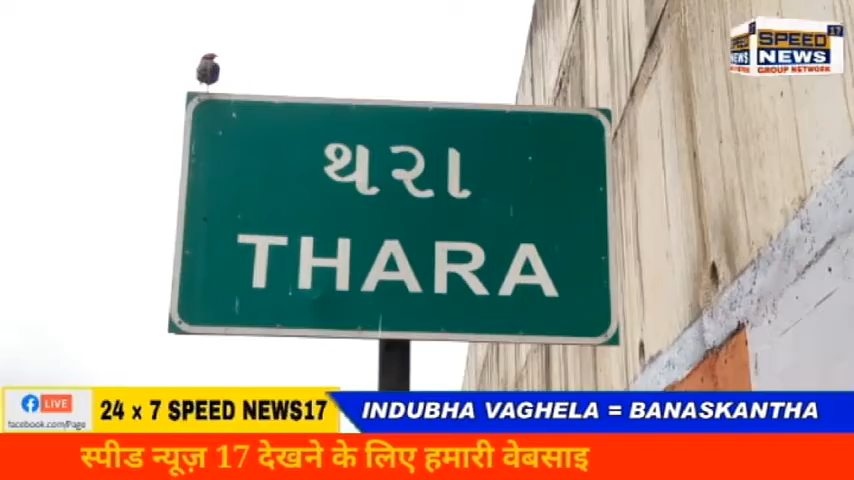 SPEED 17
NEWS
GROUP NETWORK
થરા
THARA
LIVE
facebook.com/Page
24 x 7 SPEED NEWS17
INDUBHA VAGHELA = BANASKANTHA
स्पीड न्यूज़ 17 देखने के लिए हमारी वेबसाइ